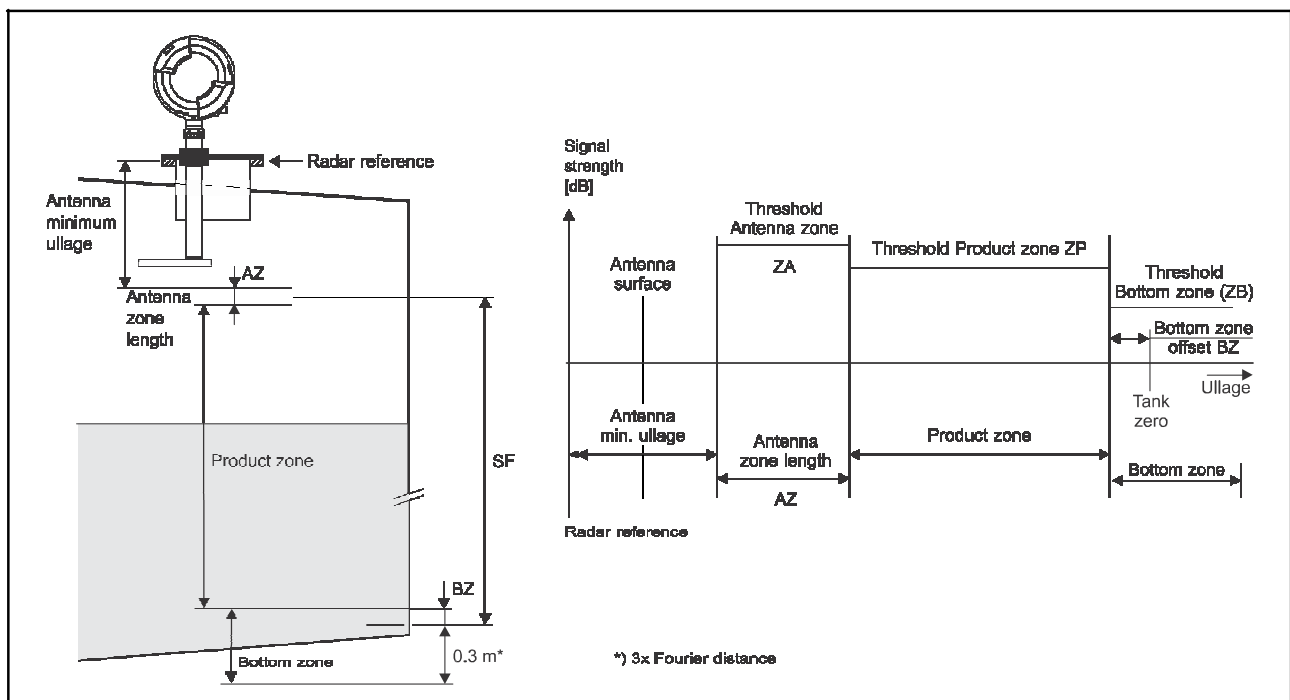 Radar reference
Antenna
minimum
ullage
AZ
Antenna
zone
length
Product zone
SF
BZ
Bottom zone
0.3 m*
Signal
strength
[dB]
Threshold
Antenna zone
ZA
Threshold Product zone ZP
Threshold
Bottom zone (ZB)
Antenna
surface
Bottom zone
offset BZ
Ullage
Tank
zero
Antenna
min. ullage
Antenna
zone length
AZ
Product zone
Bottom zone
Radar reference
*) 3x Fourier distance